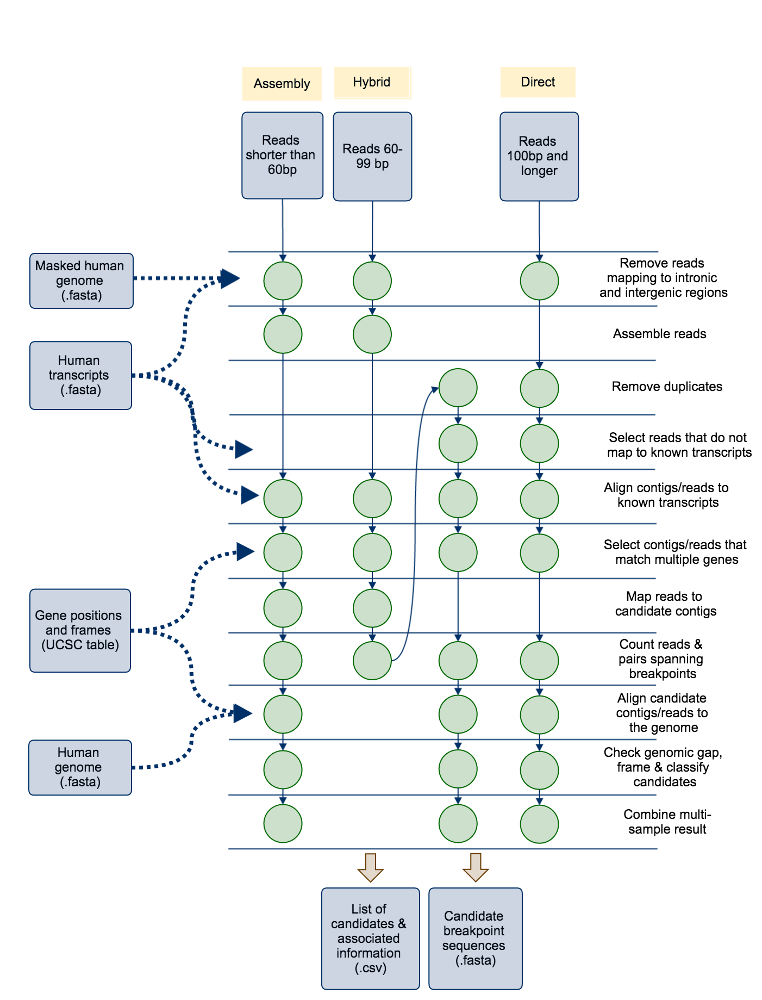 Assembly
Hybrid
Direct
Reads
shorter than
60bp
Reads 60-
99 bp
Reads
100bp and
longer
Masked human
genome
(.fasta)
Human
transcripts
(.fasta)
Gene positions
and frames
(UCSC table)
Human
genome
(.fasta)
Remove reads
mapping to intronic
and intergenic regions
Assemble reads
Remove duplicates
Select reads that do not
map to known transcripts
Align contigs/reads to
known transcripts
Select contigs/reads that
match multiple genes
Map reads to
candidate contigs
Count reads &
pairs spanning
breakpoints
Align candidate
contigs/reads to
the genome
Check genomic gap,
frame & classify
candidates
Combine multi-
sample result
List of
candidates &
associated
information
(.csv)
Candidate
breakpoint
sequences
(.fasta)